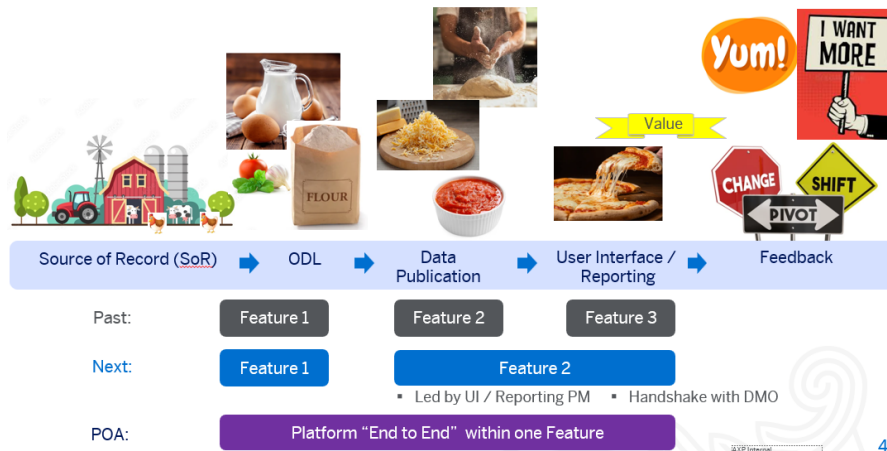 Yum!
I WANT
MORE
Value
FLOUR
CHANGE
SHIFT
PIVOT
Source of Record (SoR)
ODL
Data
Publication
User Interface /
Reporting
Feedback
Past:
Feature 1
Feature 2
Feature 3
Next:
Feature 1
Feature 2
▪ Led by UI / Reporting PM
▪ Handshake with DMO
POA:
Platform “End to End” within one Feature
AXP Internal
4